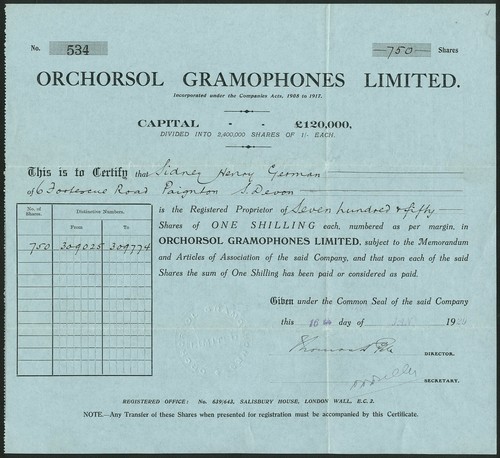 No. 534
—750— Shares
ORCHORSOL GRAMOPHONES LIMITED.
Incorporated under the Companies Acts, 1908 to 1917.
CAPITAL - - £120,000,
DIVIDED INTO 2,400,000 SHARES OF 1/- EACH.
This is to Certify that Sidney Henry German
of 6 Fortescue Road Paignton S. Devon
is the Registered Proprietor of Seven hundred & fifty
Shares of ONE SHILLING each, numbered as per margin, in
ORCHORSOL GRAMOPHONES LIMITED, subject to the Memorandum
and Articles of Association of the said Company, and that upon each of the said
Shares the sum of One Shilling has been paid or considered as paid.
No. of Shares. Distinctive Numbers.
From To
750 309025 309774
Given under the Common Seal of the said Company
this 16 day of 19
DIRECTOR.
SECRETARY.
REGISTERED OFFICE: No. 639/642, SALISBURY HOUSE, LONDON WALL, E.C. 2.
NOTE.—Any Transfer of these Shares when presented for registration must be accompanied by this Certificate.